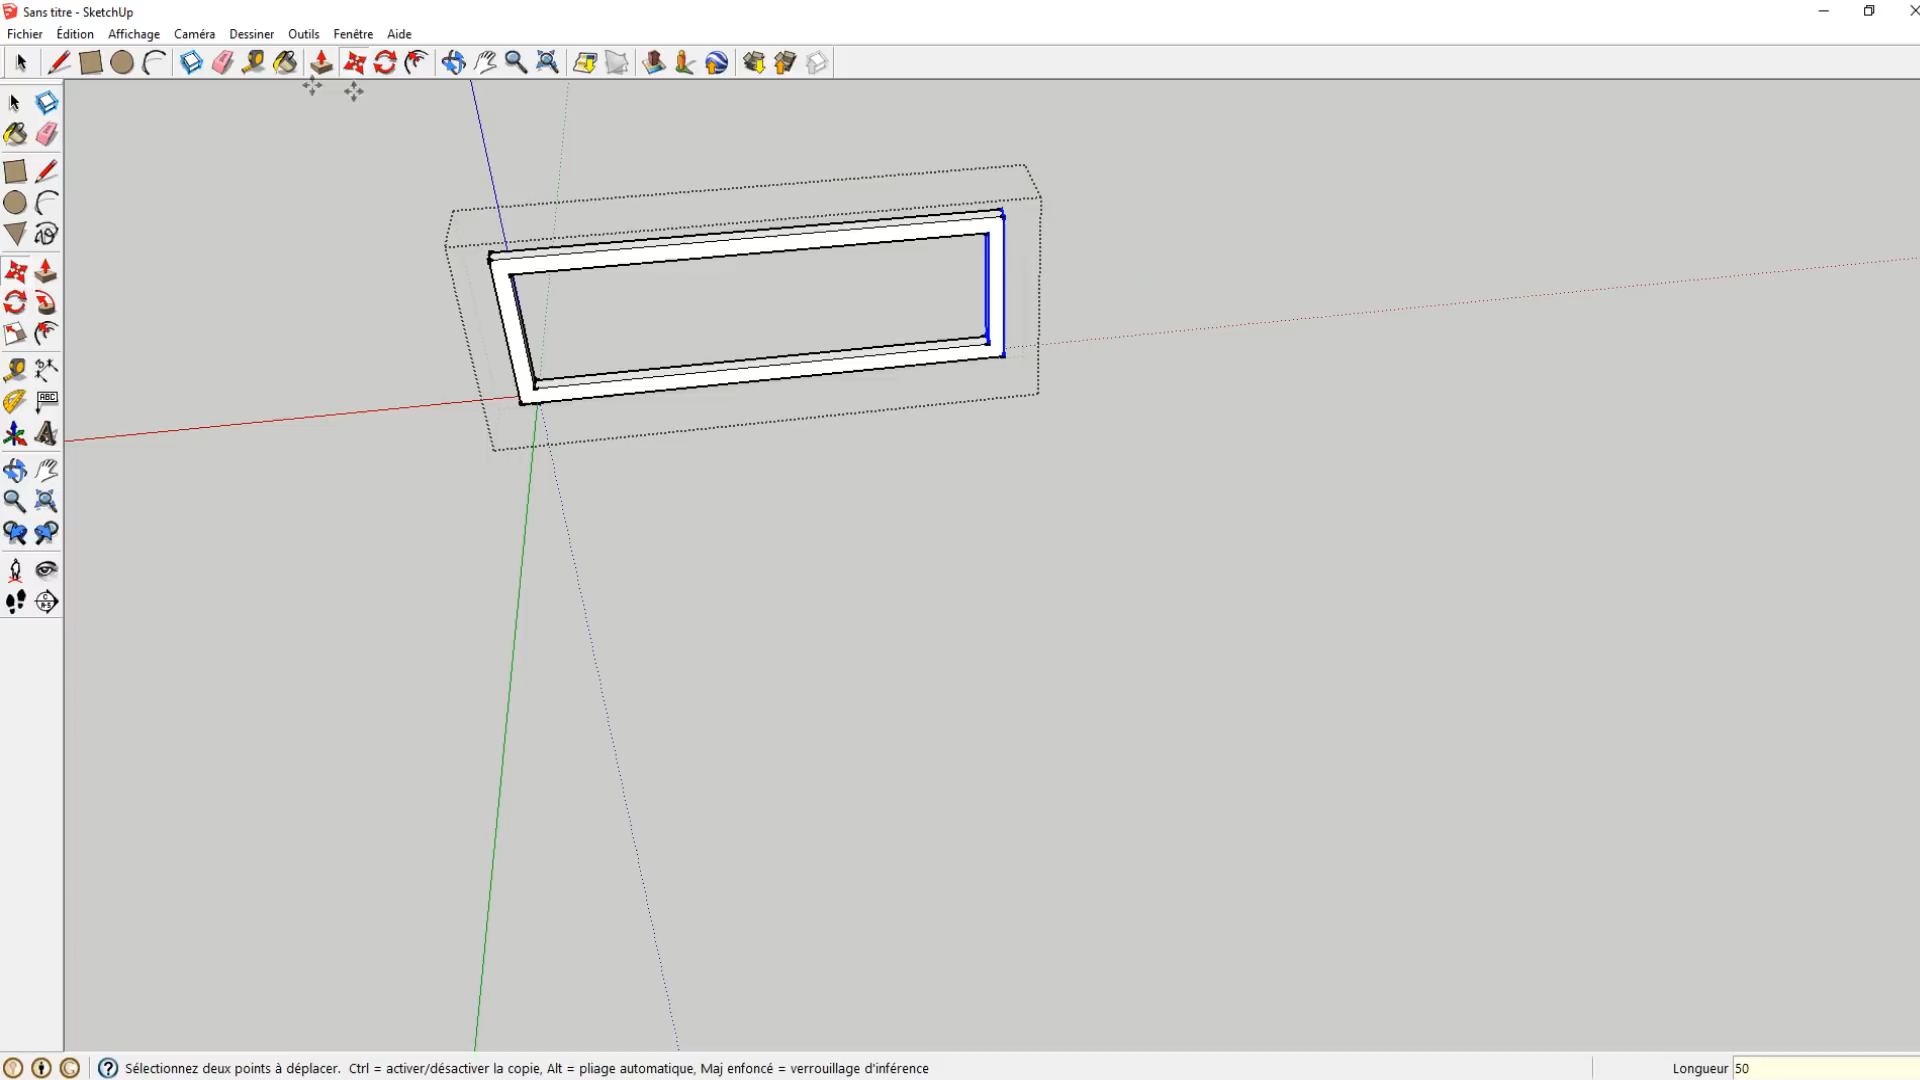 Sans titre - SketchUp
Fichier Édition Affichage Caméra Dessiner Outils Fenêtre Aide
ABC
Sélectionnez deux points à déplacer. Ctrl = activer/désactiver la copie, Alt = pliage automatique, Maj enfoncé = verrouillage d'inférence
Longueur 50